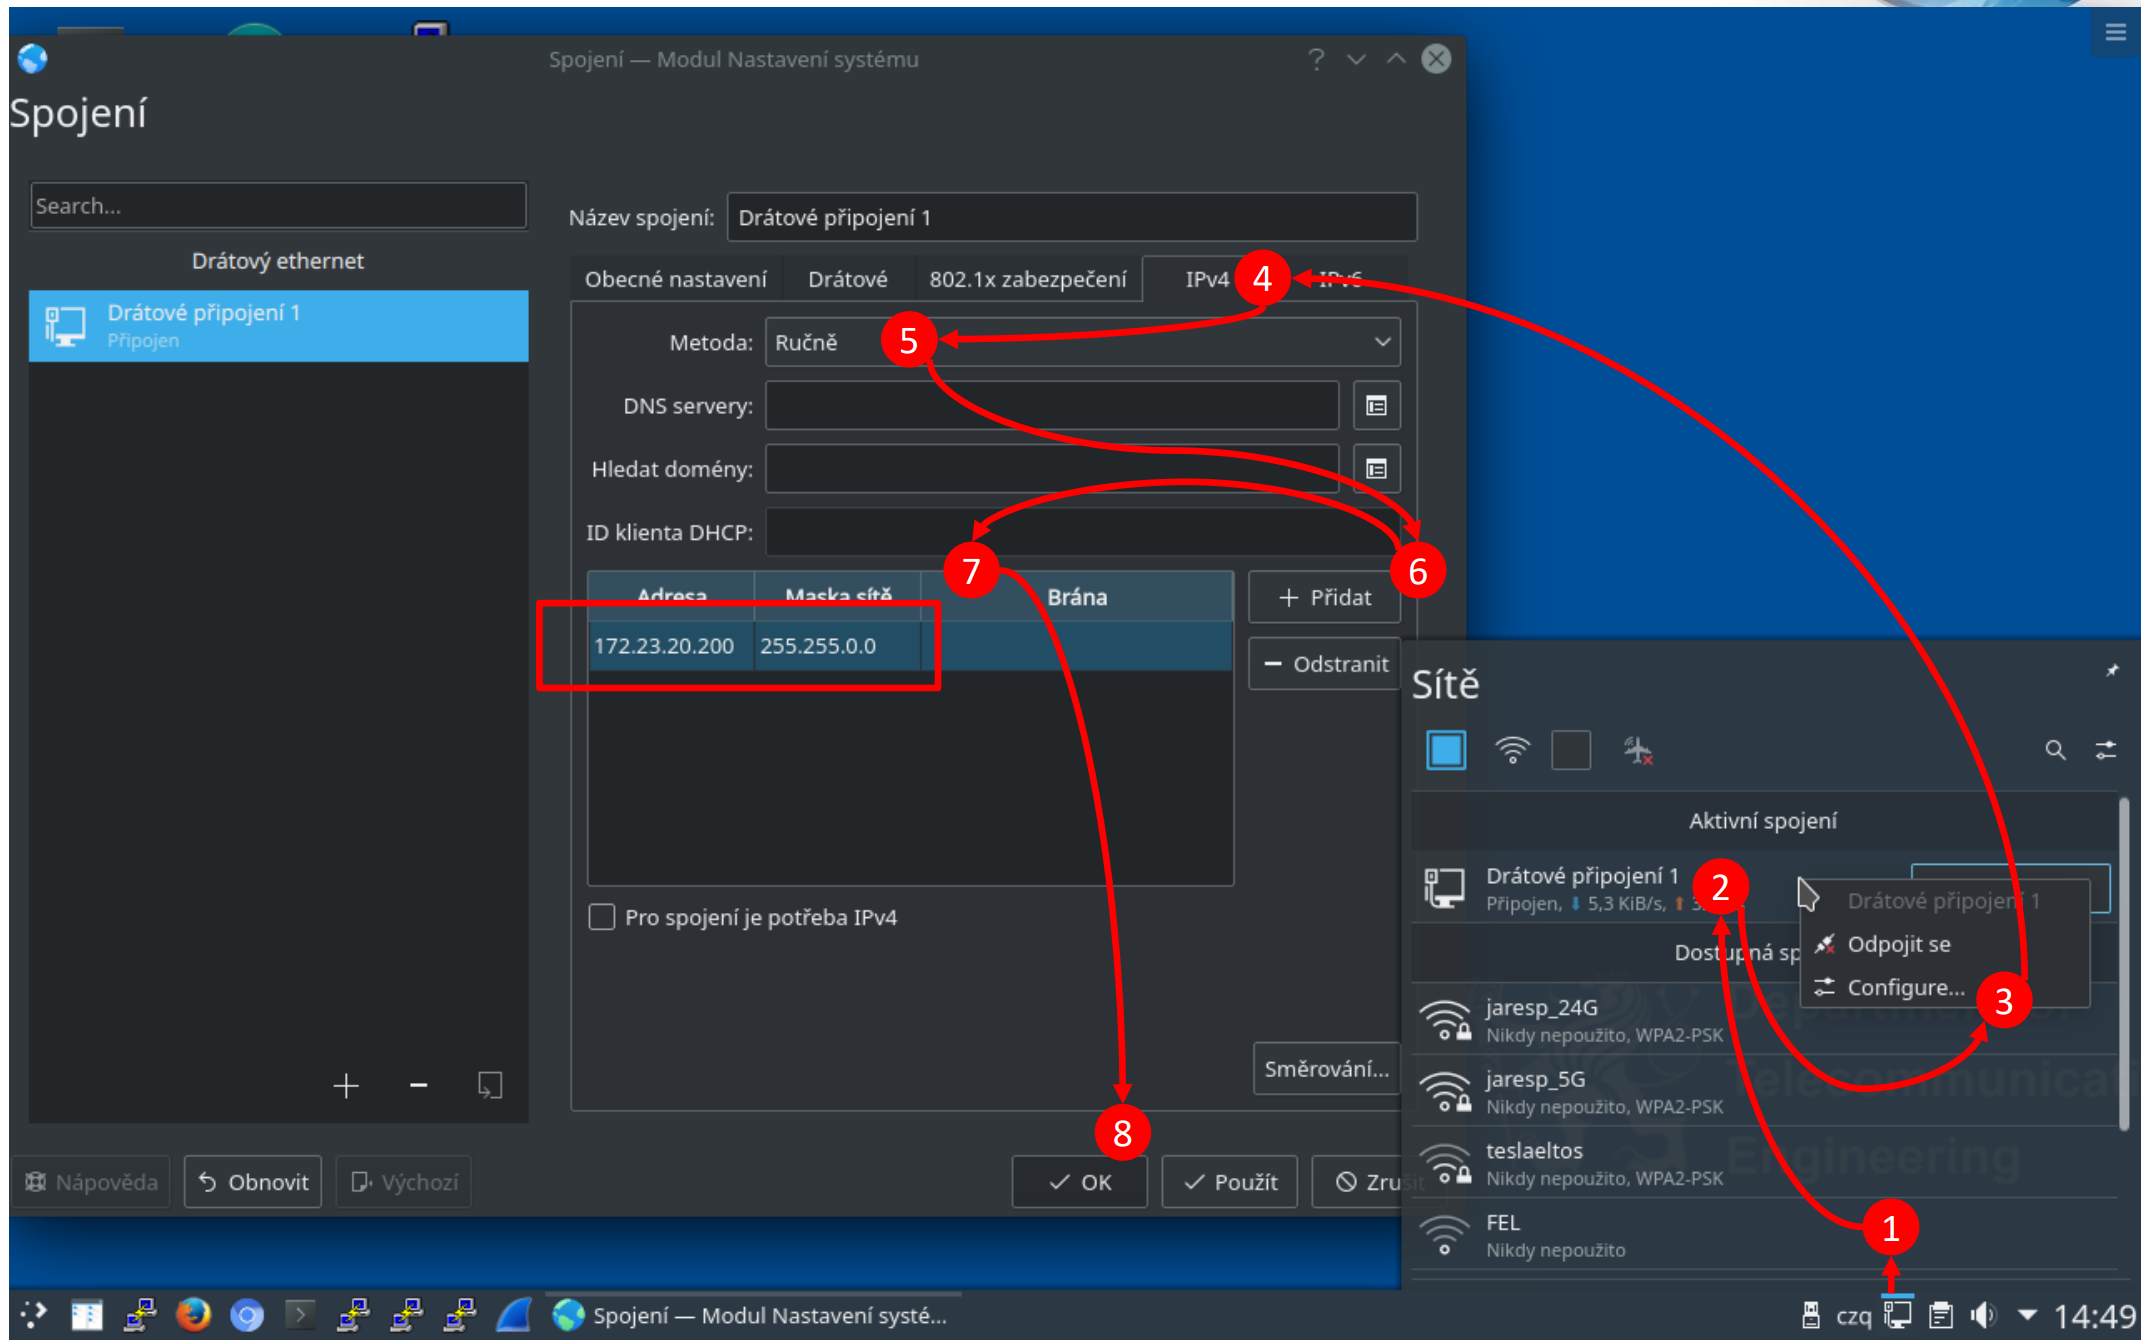 Spojení — Modul Nastavení systému
Spojení
Search...
Drátový ethernet
Drátové připojení 1
Připojen
Název spojení: Drátové připojení 1
Obecné nastavení Drátové 802.1x zabezpečení IPv4 4 IPv6
Metoda: Ručně 5
DNS servery:
Hledat domény:
ID klienta DHCP:
7 6
Adresa Maska sítě Brána + Přidat
172.23.20.200 255.255.0.0
Odstranit
Pro spojení je potřeba IPv4
Směrování...
8
Nápověda Obnovit Výchozí OK Použít
Sítě
Aktivní spojení
Drátové připojení 1 2
Připojen, 5,3 KiB/s,
Drátové připojení 1
Odpojit se
Configure... 3
Dostupná
jaresp_24G
Nikdy nepoužito, WPA2-PSK
jaresp_5G
Nikdy nepoužito, WPA2-PSK
teslaeltos
Nikdy nepoužito, WPA2-PSK
FEL
Nikdy nepoužito
1
Engineering
Spojení — Modul Nastavení systé...
czq 14:49